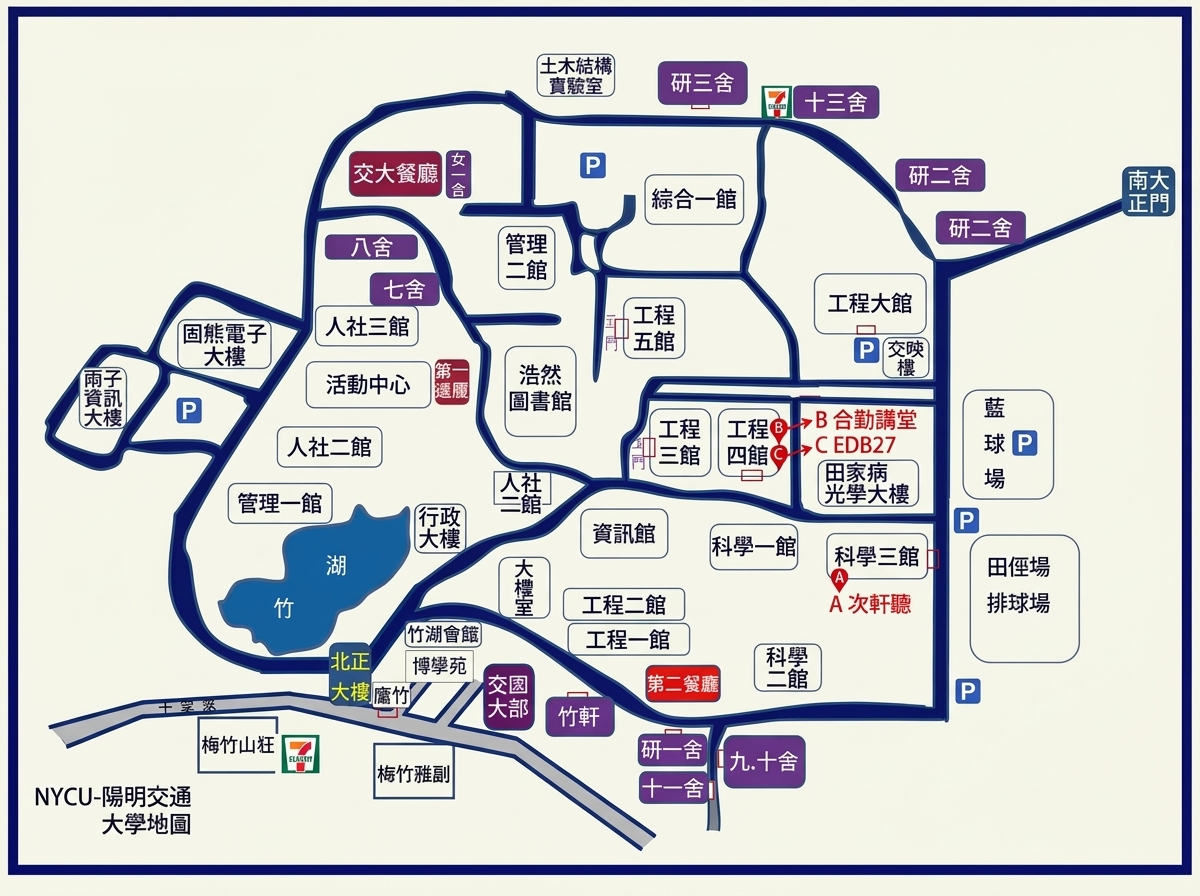 土木結構
實驗室
研三舍
7
十三舍
交大餐廳
女
一
舍
P
綜合一館
研二舍
南大
正門
研二舍
八舍
管理
二館
七舍
人社三館
工程
五館
工程大館
固熊電子
大樓
P
交映
樓
兩子
資訊
大樓
P
活動中心
第一
浩然
圖書館
藍
球
場
P
工程
三館
工程
四館
B
C
B 合勤講堂
C EDB27
人社二館
田家病
光學大樓
管理一館
人社
二館
行政
大樓
P
湖
竹
資訊館
科學一館
科學三館
A
A 次軒聽
田俓場
排球場
大
室
工程二館
工程一館
竹湖會
博學苑
科學
二館
北正
大樓
竹
交國
大部
第二餐廳
竹軒
P
梅竹山狂
7
梅竹雅副
研一舍
九.十舍
十一舍
NYCU-陽明交通
大學地圖